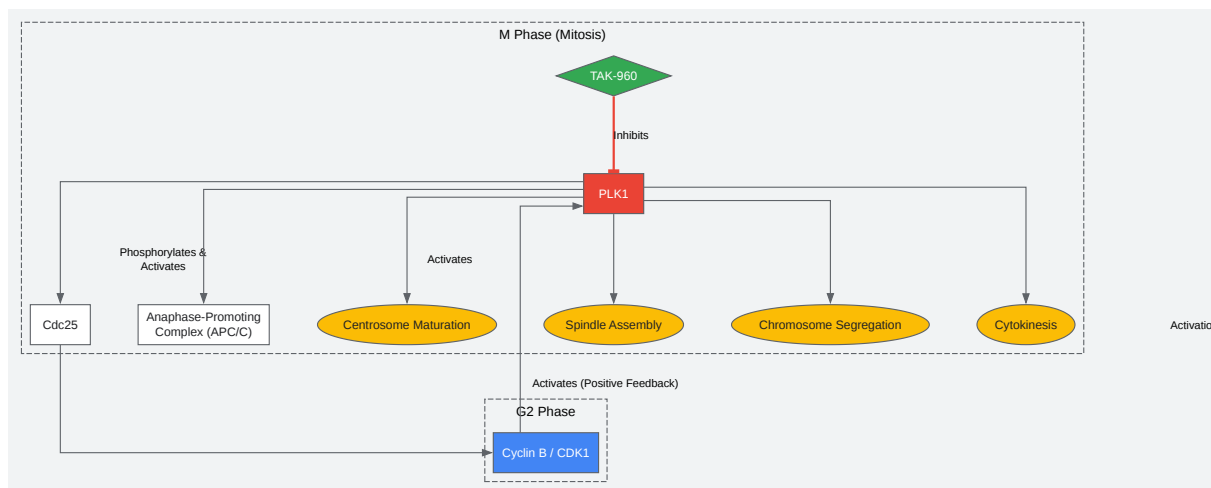 M Phase (Mitosis)
TAK-960
Inhibits
PLK1
Phosphorylates &
Activates
Activates
Cdc25
Anaphase-Promoting
Complex (APC/C)
Centrosome Maturation
Spindle Assembly
Chromosome Segregation
Cytokinesis
Activatio
Activates (Positive Feedback)
G2 Phase
Cyclin B / CDK1